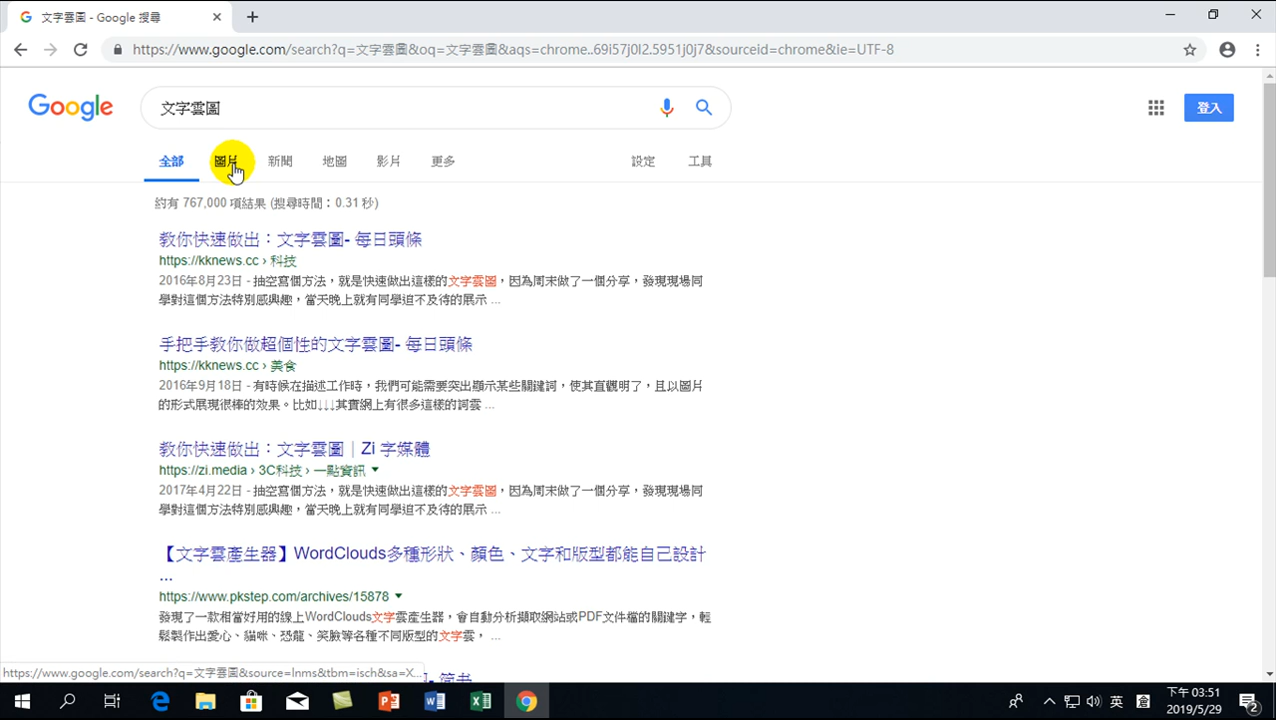 文字雲圖 - Google 搜尋
https://www.google.com/search?q=文字雲圖&oq=文字雲圖&aqs=chrome..69i57j0l2.5951j0j7&sourceid=chrome&ie=UTF-8
Google
文字雲圖
登入
全部 圖片 新聞 地圖 影片 更多 設定 工具
約有 767,000 項結果 (搜尋時間：0.31 秒)
教你快速做出：文字雲圖- 每日頭條
https://kknews.cc › 科技
2016年8月23日 - 抽空寫個方法，就是快速做出這樣的文字雲圖，因為周末做了一個分享，發現現場同
學對這個方法特別感興趣，當天晚上就有同學迫不及待的展示 ...
手把手教你做超個性的文字雲圖- 每日頭條
https://kknews.cc › 美食
2016年9月18日 - 有時候在描述工作時，我們可能需要突出顯示某些關鍵詞，使其直觀明了，且以圖片
的形式展現很棒的效果。比如↓↓↓其實網上有很多這樣的詞雲 ...
教你快速做出：文字雲圖｜Zi 字媒體
https://zi.media › 3C科技 › 一點資訊
2017年4月22日 - 抽空寫個方法，就是快速做出這樣的文字雲圖，因為周末做了一個分享，發現現場同
學對這個方法特別感興趣，當天晚上就有同學迫不及待的展示 ...
【文字雲產生器】WordClouds多種形狀、顏色、文字和版型都能自己設計
...
https://www.pkstep.com/archives/15878
發現了一款相當好用的線上WordClouds文字雲產生器，會自動分析擷取網站或PDF文件檔的關鍵字，輕
鬆製作出愛心、貓咪、恐龍、笑臉等各種不同版型的文字雲， ...
https://www.google.com/search?q=文字雲圖&source=lnms&tbm=isch&sa=X...
英 倉
下午 03:51
2019/5/29
2